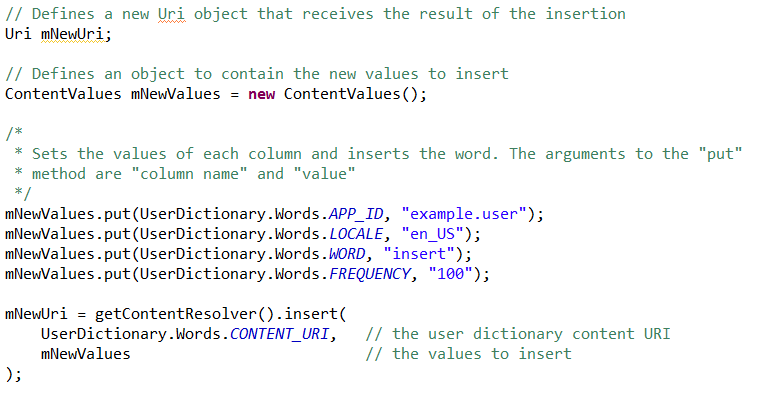 // Defines a new Uri object that receives the result of the insertion
Uri mNewUri;
// Defines an object to contain the new values to insert
ContentValues mNewValues = new ContentValues();
/*
* Sets the values of each column and inserts the word. The arguments to the "put"
* method are "column name" and "value"
*/
mNewValues.put(UserDictionary.Words.APP_ID, "example.user");
mNewValues.put(UserDictionary.Words.LOCALE, "en_US");
mNewValues.put(UserDictionary.Words.WORD, "insert");
mNewValues.put(UserDictionary.Words.FREQUENCY, "100");
mNewUri = getContentResolver().insert(
UserDictionary.Words.CONTENT_URI, // the user dictionary content URI
mNewValues // the values to insert
);